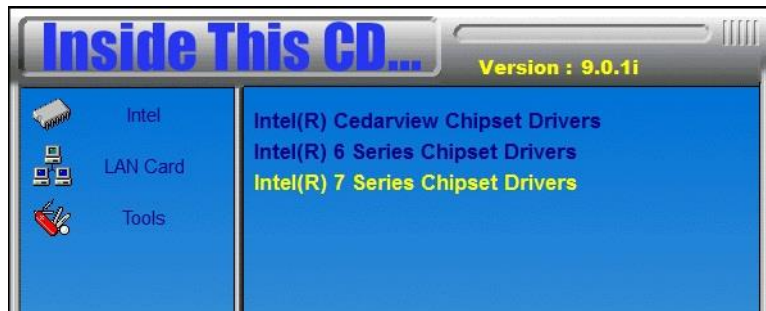 Inside This CD...
Version : 9.0.1i
Intel
LAN Card
Tools
Intel(R) Cedarview Chipset Drivers
Intel(R) 6 Series Chipset Drivers
Intel(R) 7 Series Chipset Drivers